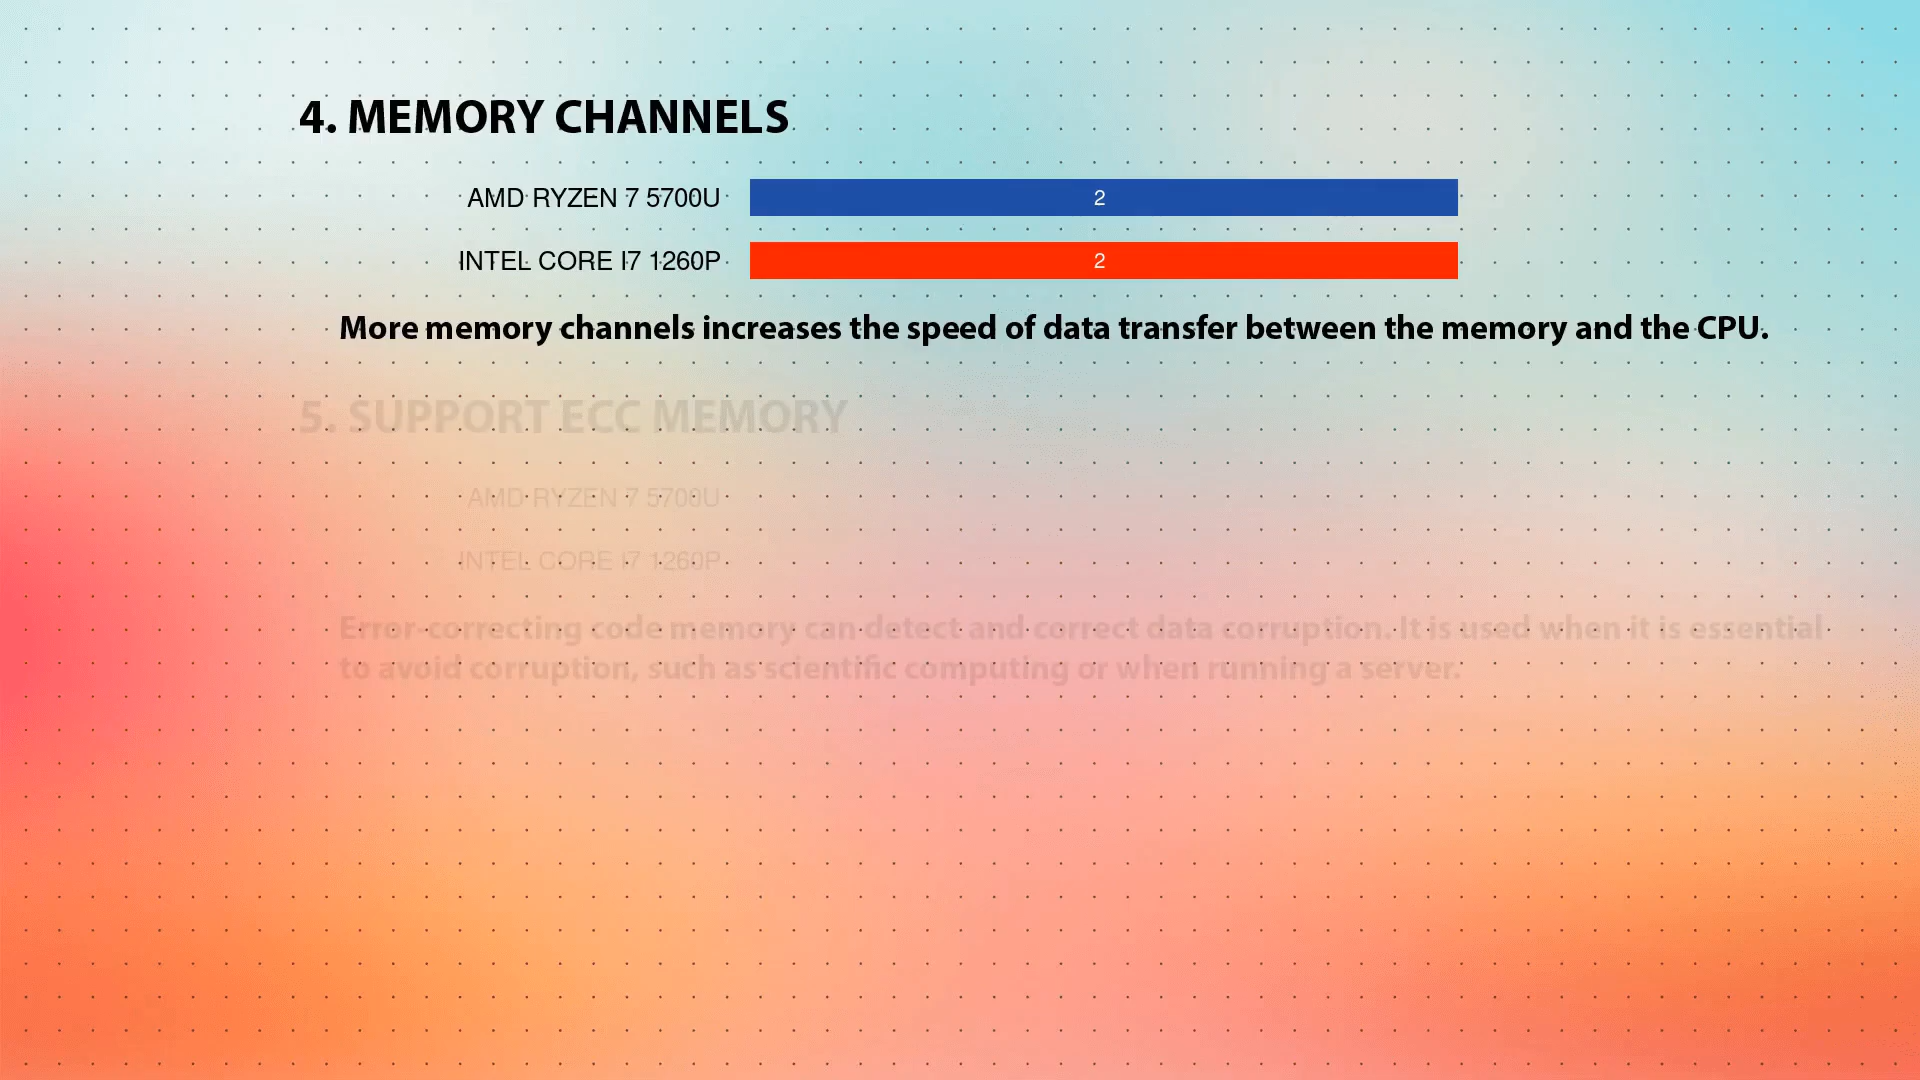 4. MEMORY CHANNELS
AMD RYZEN 7 5700U
2
INTEL CORE I7 1260P
2
More memory channels increases the speed of data transfer between the memory and the CPU.
5. SUPPORT ECC MEMORY
AMD RYZEN 7 5700U
INTEL CORE I7 1260P
Error-correcting code memory can detect and correct data corruption. It is used when it is essential
to avoid corruption, such as scientific computing or when running a server.